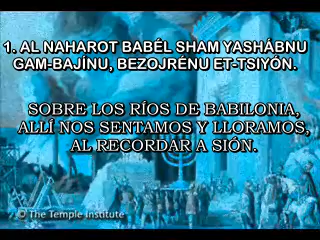 1. AL NAHAROT BABÉL SHAM YASHÁBNU
GAM-BAJÍNU, BEZOJRÉNU ET-TSIYÓN.
SOBRE LOS RÍOS DE BABILONIA,
ALLÍ NOS SENTAMOS Y LLORAMOS,
AL RECORDAR A SIÓN.
© The Temple Institute